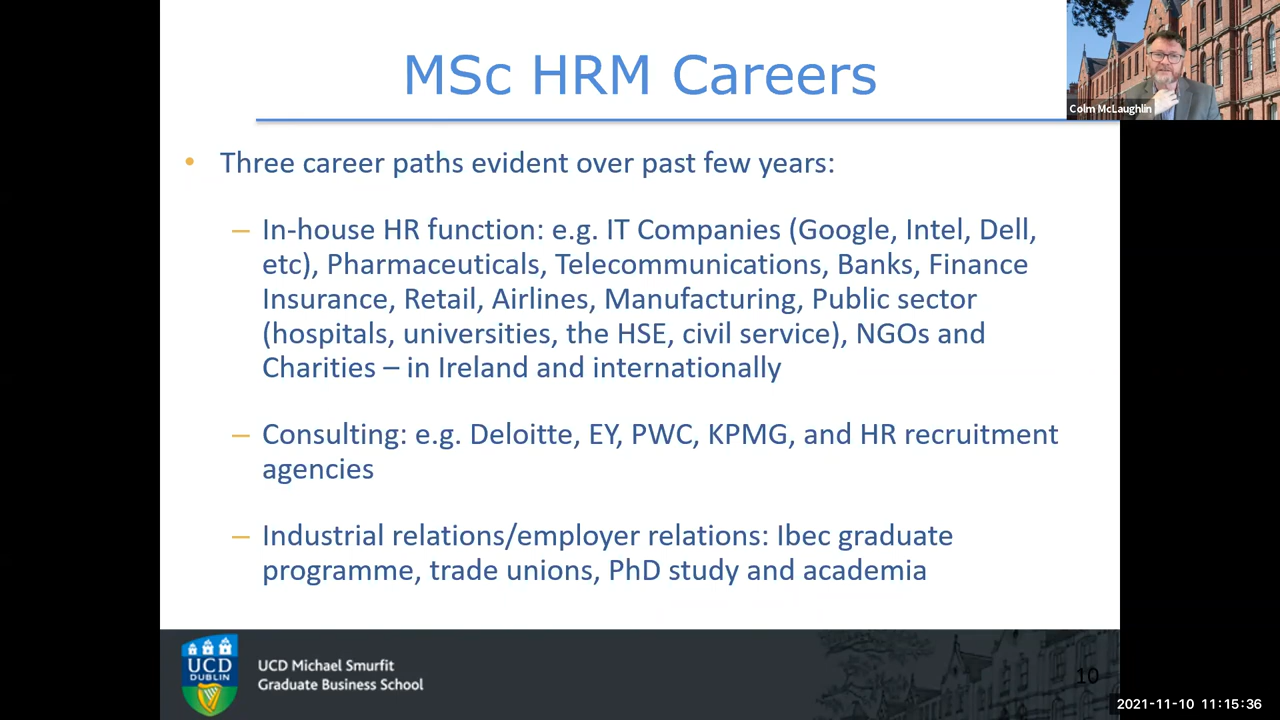 MSc HRM Careers
Colm McLaughlin
• Three career paths evident over past few years:
– In-house HR function: e.g. IT Companies (Google, Intel, Dell,
etc), Pharmaceuticals, Telecommunications, Banks, Finance
Insurance, Retail, Airlines, Manufacturing, Public sector
(hospitals, universities, the HSE, civil service), NGOs and
Charities – in Ireland and internationally
– Consulting: e.g. Deloitte, EY, PWC, KPMG, and HR recruitment
agencies
– Industrial relations/employer relations: Ibec graduate
programme, trade unions, PhD study and academia
UCD
DUBLIN
UCD Michael Smurfit
Graduate Business School
10
2021-11-10 11:15:36